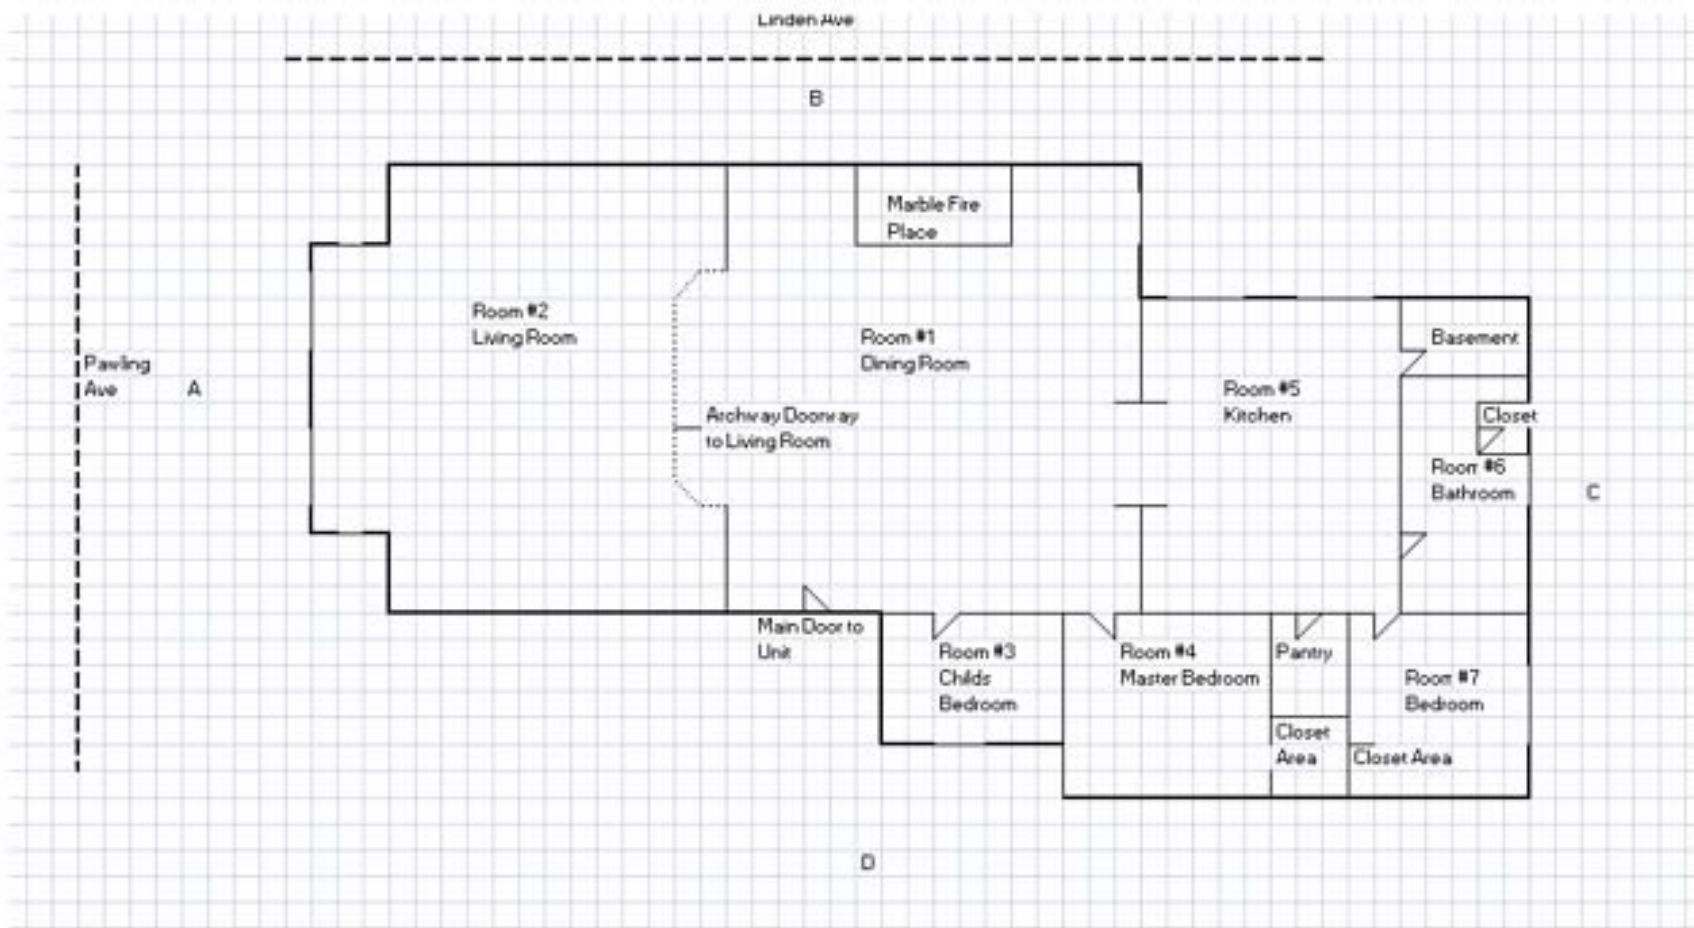 Linden Ave
B
Marble Fire
Place
Room #2
Living Room
Room #1
Dining Room
Basement
Pawling
Ave
A
Room #5
Kitchen
Archway Doorway
to Living Room
Closet
Room #6
Bathroom
C
Main Door to
Unit
Room #3
Childs
Bedroom
Room #4
Master Bedroom
Pantry
Room #7
Bedroom
Closet
Area
Closet Area
D